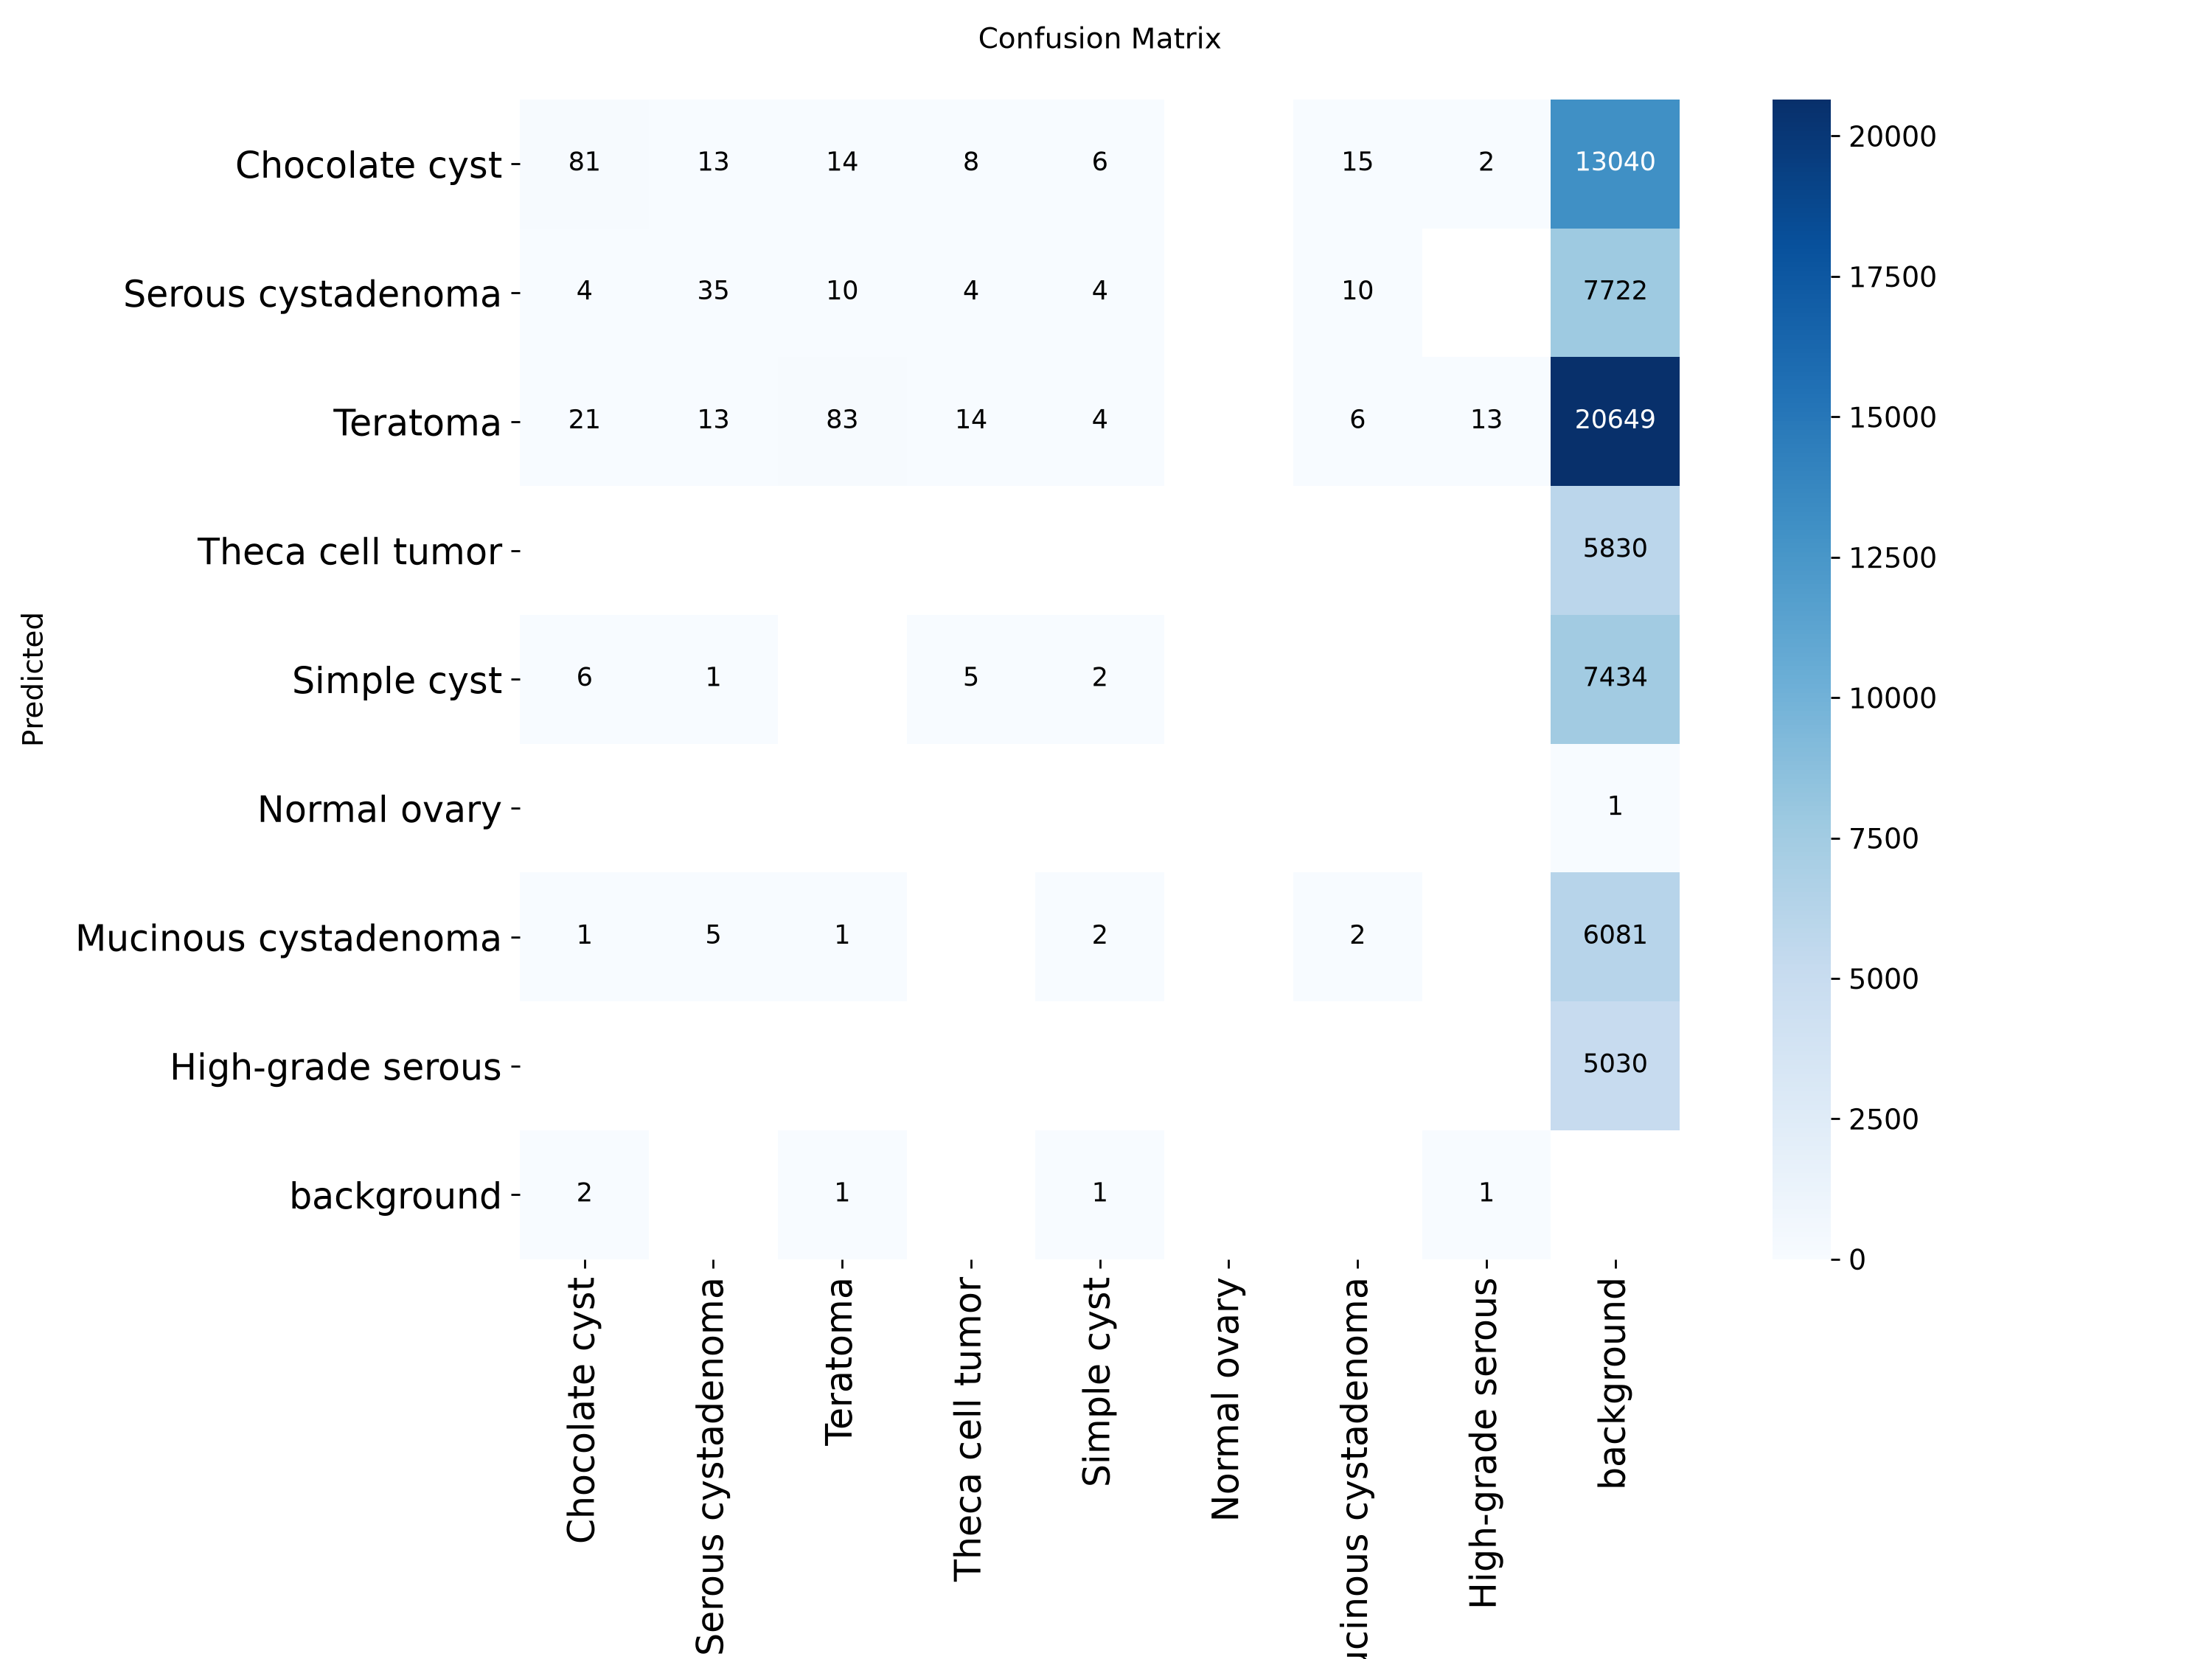 Confusion Matrix
Chocolate cyst 81 13 14 8 6 15 2 13040
Serous cystadenoma 4 35 10 4 4 10 7722
Teratoma 21 13 83 14 4 6 13 20649
Theca cell tumor 5830
Simple cyst 6 1 5 2 7434
Normal ovary 1
Mucinous cystadenoma 1 5 1 2 2 6081
High-grade serous 5030
background 2 1 1 1
Predicted
Chocolate cyst
Serous cystadenoma
Teratoma
Theca cell tumor
Simple cyst
Normal ovary
ucinous cystadenoma
High-grade serous
background
20000
17500
15000
12500
10000
7500
5000
2500
0